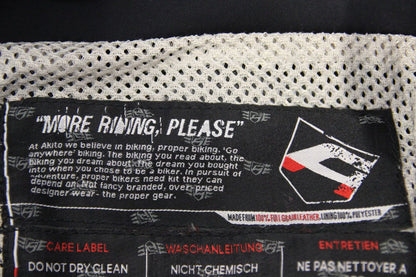 "MORE RIDING, PLEASE"
At Akito we believe in biking, proper biking. 'Go
anywhere' biking. The biking you read about, the
biking you dream about. The dream you bought
into when you chose to be a biker. In pursuit of
adventure, proper bikers need kit they can
depend on. Not fancy branded, over-priced
designer wear - the proper gear.
MADE FROM 100% FULL GRAIN LEATHER. LINING 100% POLYESTER
CARE LABEL
WASCHANLEITUNG
ENTRETIEN
DO NOT DRY CLEAN
NICHT CHEMISCH
NE PAS NETTOYER A